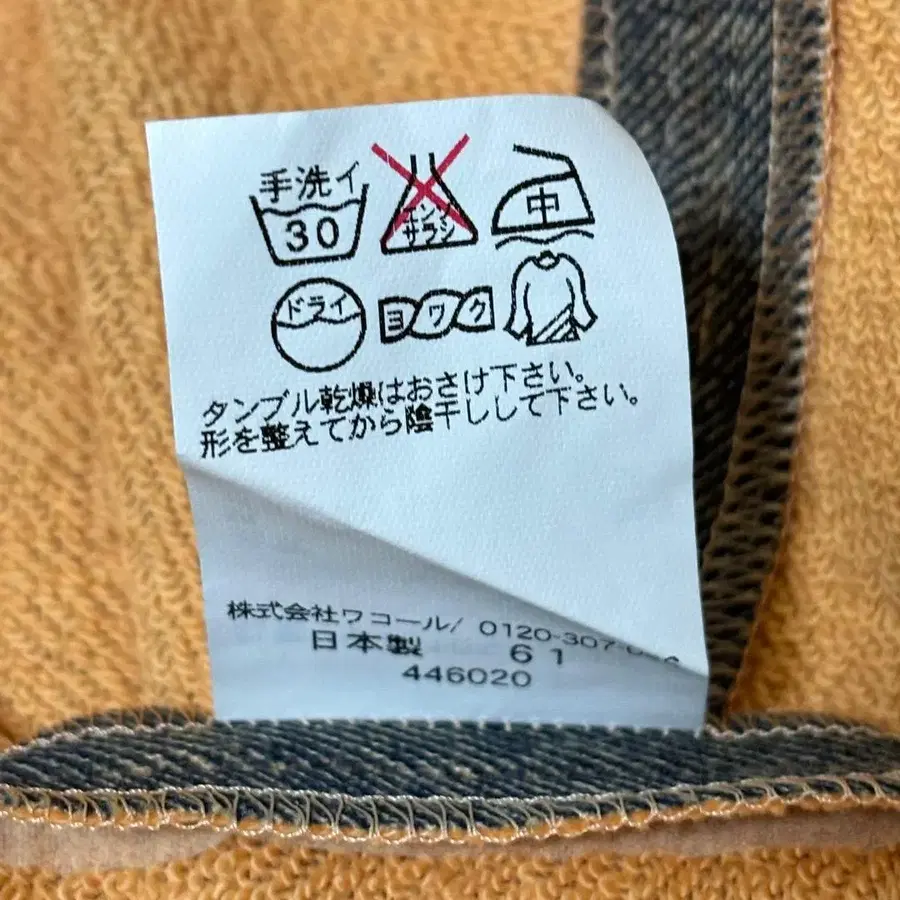 手洗イ
30
エンソ
サラシ
中
ドライ
ヨワク
タンブル乾燥はおさけ下さい。
形を整えてから陰干しして下さい。
株式会社ワコール/ 0120-307-
日本製 61
446020